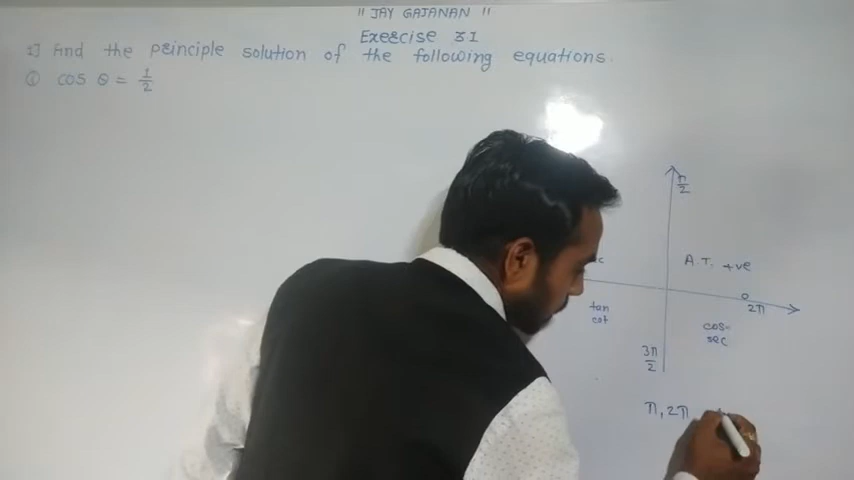 " JAY GAJANAN "
Exercise 3.1
1] Find the principle solution of the following equations.
① cos θ = 1/2
π/2
A.T. +ve
0
2π
tan
cot
cos
sec
3π/2
π, 2π